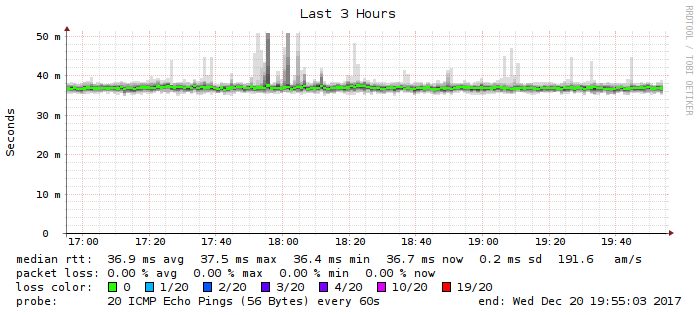 Last 3 Hours
RRDTOOL / TOBI OETIKER
Seconds
50 m
40 m
30 m
20 m
10 m
0
17:00 17:20 17:40 18:00 18:20 18:40 19:00 19:20 19:40
median rtt: 36.9 ms avg 37.5 ms max 36.4 ms min 36.7 ms now 0.2 ms sd 191.6 am/s
packet loss: 0.00 % avg 0.00 % max 0.00 % min 0.00 % now
loss color: 0 1/20 2/20 3/20 4/20 10/20 19/20
probe: 20 ICMP Echo Pings (56 Bytes) every 60s end: Wed Dec 20 19:55:03 2017